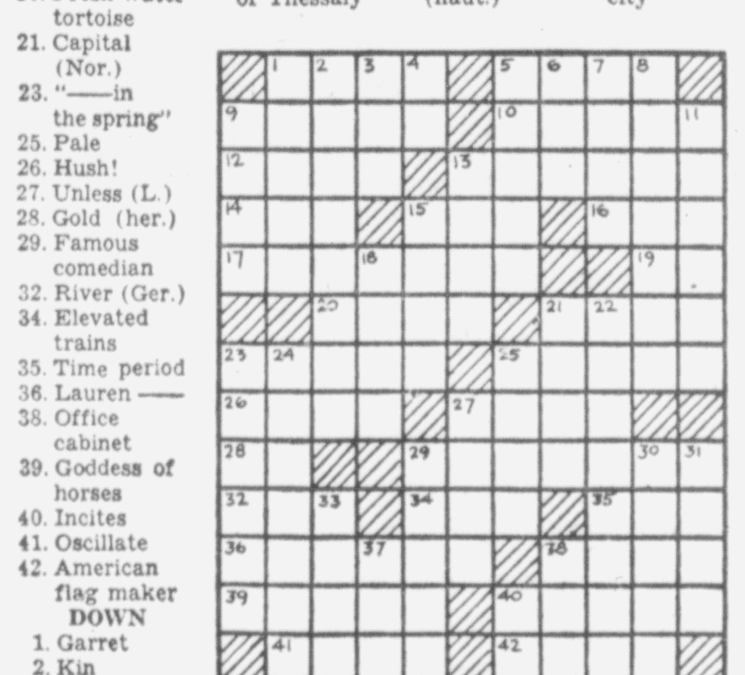 tortoise
of Thessaly (naut.) city
21. Capital
(Nor.)
23. "——in
the spring"
25. Pale
26. Hush!
27. Unless (L.)
28. Gold (her.)
29. Famous
comedian
32. River (Ger.)
34. Elevated
trains
35. Time period
36. Lauren ——
38. Office
cabinet
39. Goddess of
horses
40. Incites
41. Oscillate
42. American
flag maker
DOWN
1. Garret
2. Kin
1 2 3 4 5 6 7 8
9 10 11
12 13
14 15 16
17 18 19
20 21 22
23 24 25
26 27
28 29 30 31
32 33 34 35
36 37 38
39 40
41 42